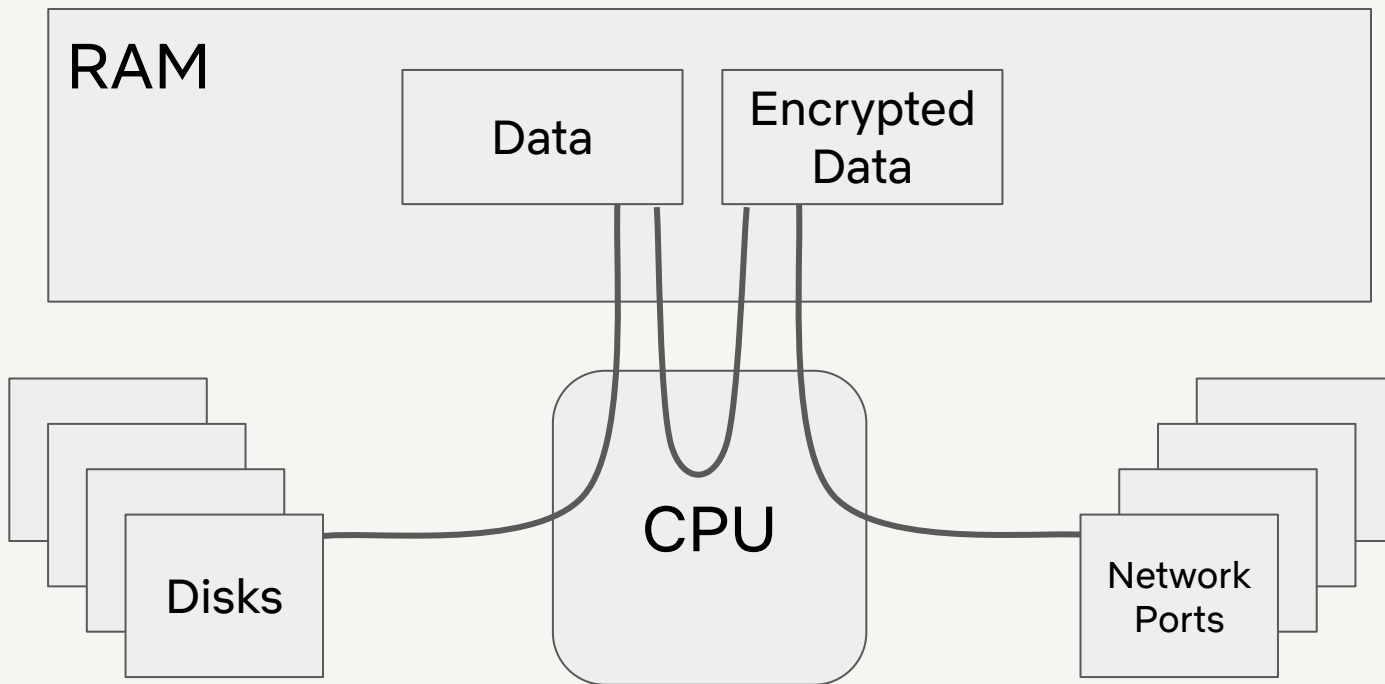 RAM
Data
Encrypted
Data
CPU
Disks
Network
Ports